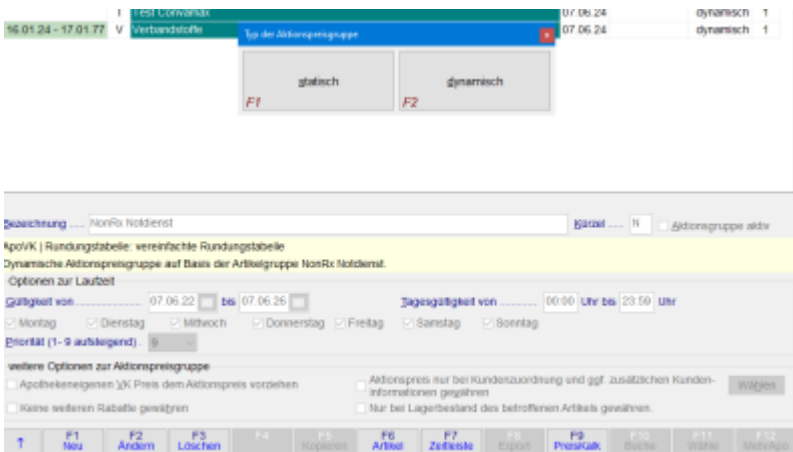 T Test Convamax 07.06.24 dynamisch 1
16.01.24 - 17.01.77 V Verbandstoffe 07.06.24 dynamisch 1
Typ der Aktionspreisgruppe
statisch dynamisch
F1 F2
Bezeichnung ..... NonRx Notdienst Kürzel ..... N Aktionsgruppe aktiv
ApoVK | Rundungstabelle: vereinfachte Rundungstabelle
Dynamische Aktionspreisgruppe auf Basis der Artikelgruppe NonRx Notdienst.
Optionen zur Laufzeit
Gültigkeit von ..................... 07.06.22 bis 07.06.26 Tagesgültigkeit von ............ 00:00 Uhr bis 23:59 Uhr
Montag Dienstag Mittwoch Donnerstag Freitag Samstag Sonntag
Priorität (1- 9 aufsteigend) . 9
weitere Optionen zur Aktionspreisgruppe
Apothekeneigenen VK Preis dem Aktionspreis vorziehen Aktionspreis nur bei Kundenzuordnung und ggf. zusätzlichen Kunden-
informationen gewähren Wählen
Keine weiteren Rabatte gewähren Nur bei Lagerbestand des betroffenen Artikels gewähren.
↑ F1 F2 F3 F4 F5 F6 F7 F8 F9 F10 F11 F12
Neu Ändern Löschen Kopieren Artikel Zeitleiste Export PreisKalk Buche Wähle MehrApo